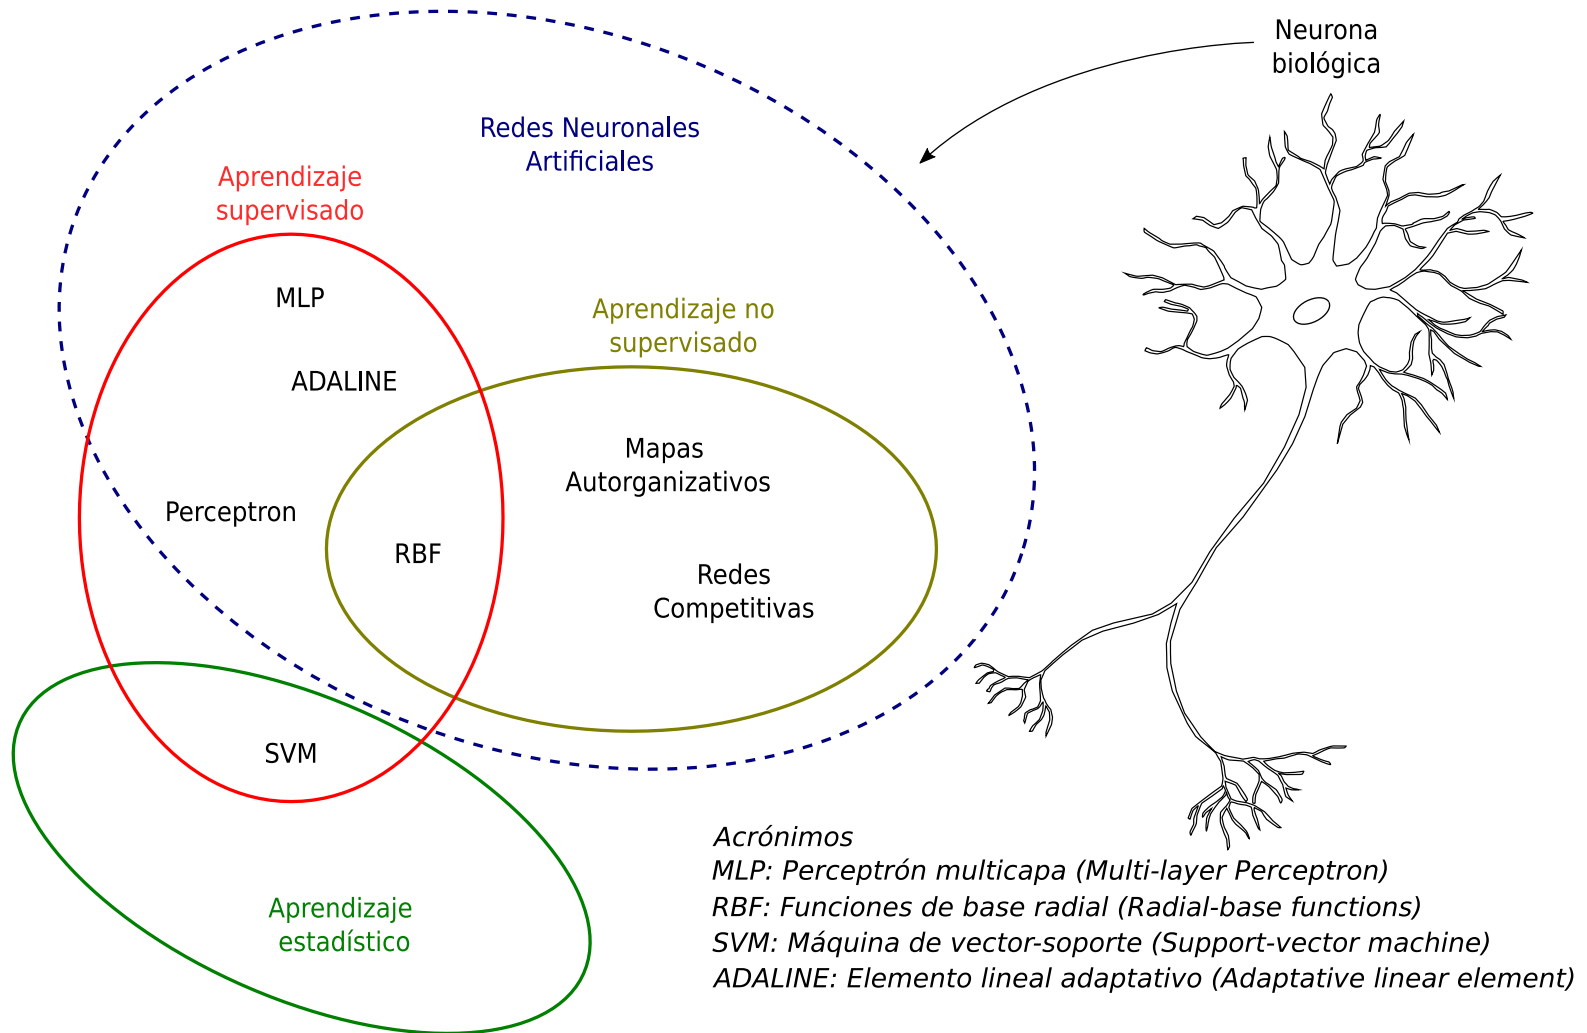 Neurona
biológica
Redes Neuronales
Artificiales
Aprendizaje
supervisado
MLP
Aprendizaje no
supervisado
ADALINE
Mapas
Autorganizativos
Perceptron
RBF
Redes
Competitivas
SVM
Aprendizaje
estadístico
Acrónimos
MLP: Perceptrón multicapa (Multi-layer Perceptron)
RBF: Funciones de base radial (Radial-base functions)
SVM: Máquina de vector-soporte (Support-vector machine)
ADALINE: Elemento lineal adaptativo (Adaptative linear element)